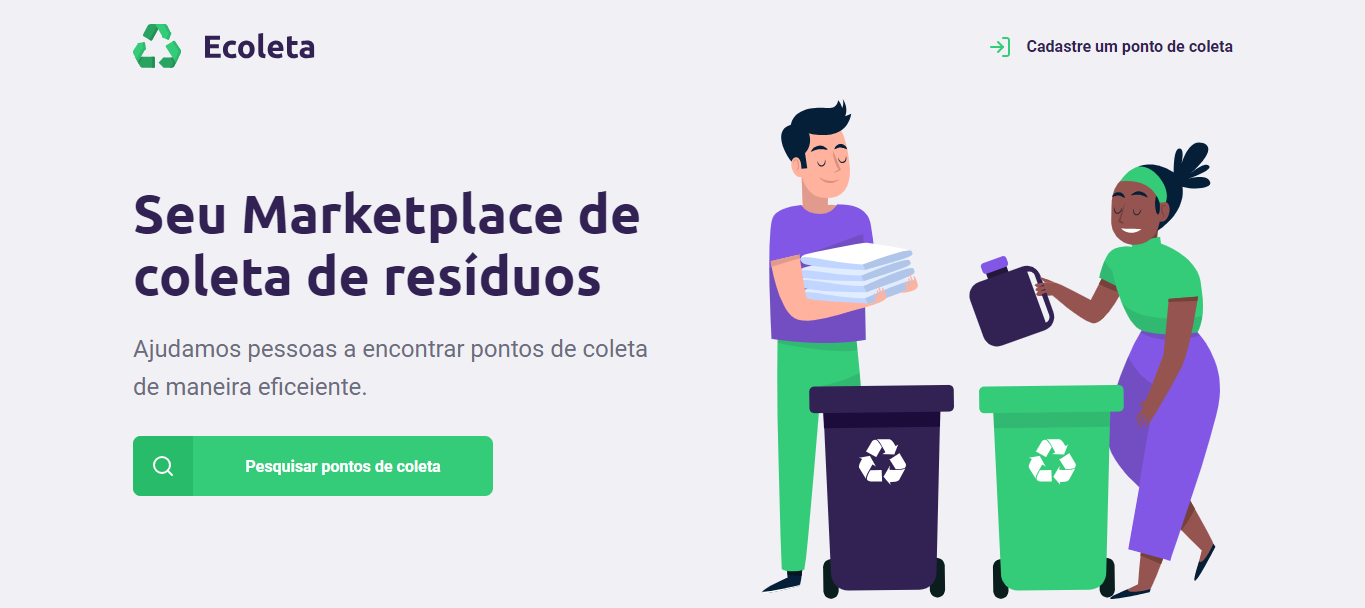 Ecoleta
Cadastre um ponto de coleta
Seu Marketplace de
coleta de resíduos
Ajudamos pessoas a encontrar pontos de coleta
de maneira eficeiente.
Pesquisar pontos de coleta